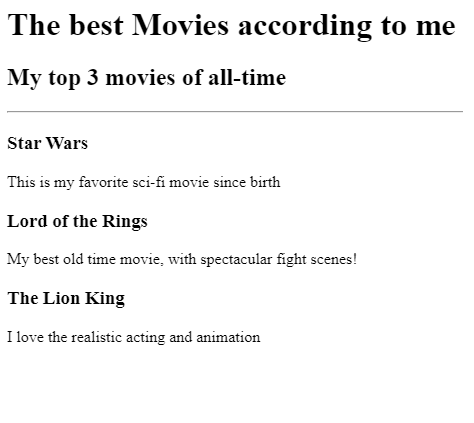 The best Movies according to me
My top 3 movies of all-time
Star Wars
This is my favorite sci-fi movie since birth
Lord of the Rings
My best old time movie, with spectacular fight scenes!
The Lion King
I love the realistic acting and animation